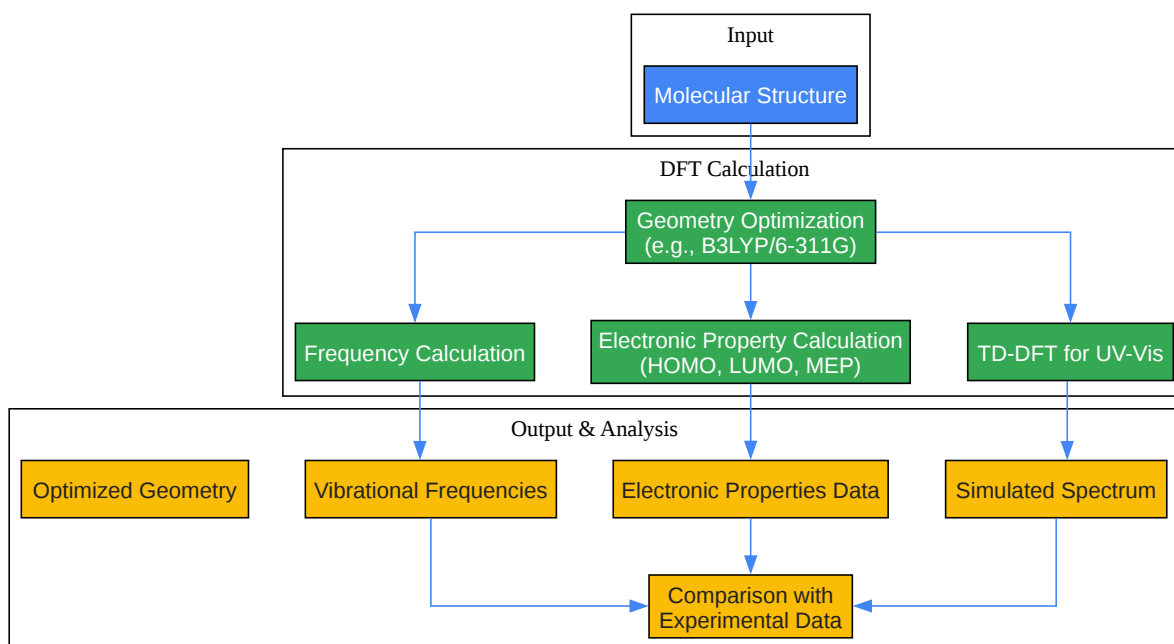 Input
Molecular Structure
DFT Calculation
Geometry Optimization
(e.g., B3LYP/6-311G)
Frequency Calculation
Electronic Property Calculation
(HOMO, LUMO, MEP)
TD-DFT for UV-Vis
Output & Analysis
Optimized Geometry
Vibrational Frequencies
Electronic Properties Data
Simulated Spectrum
Comparison with
Experimental Data